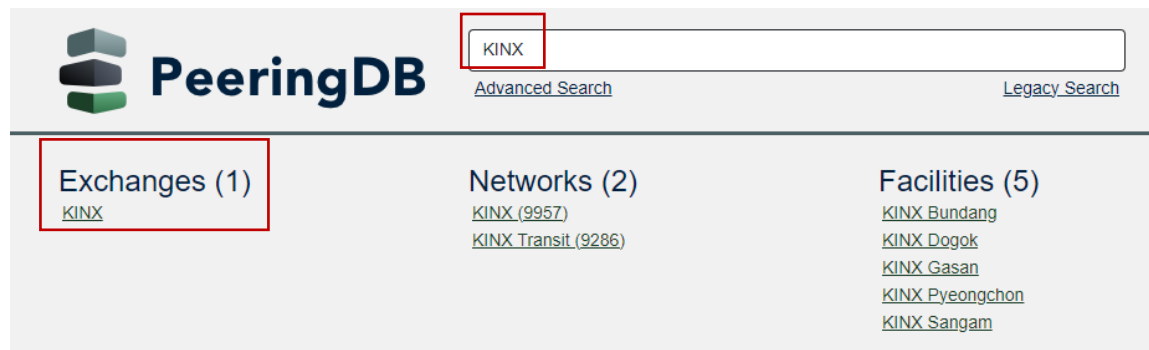 PeeringDB
KINX
Advanced Search
Legacy Search
Exchanges (1)
KINX
Networks (2)
KINX (9957)
KINX Transit (9286)
Facilities (5)
KINX Bundang
KINX Dogok
KINX Gasan
KINX Pyeongchon
KINX Sangam